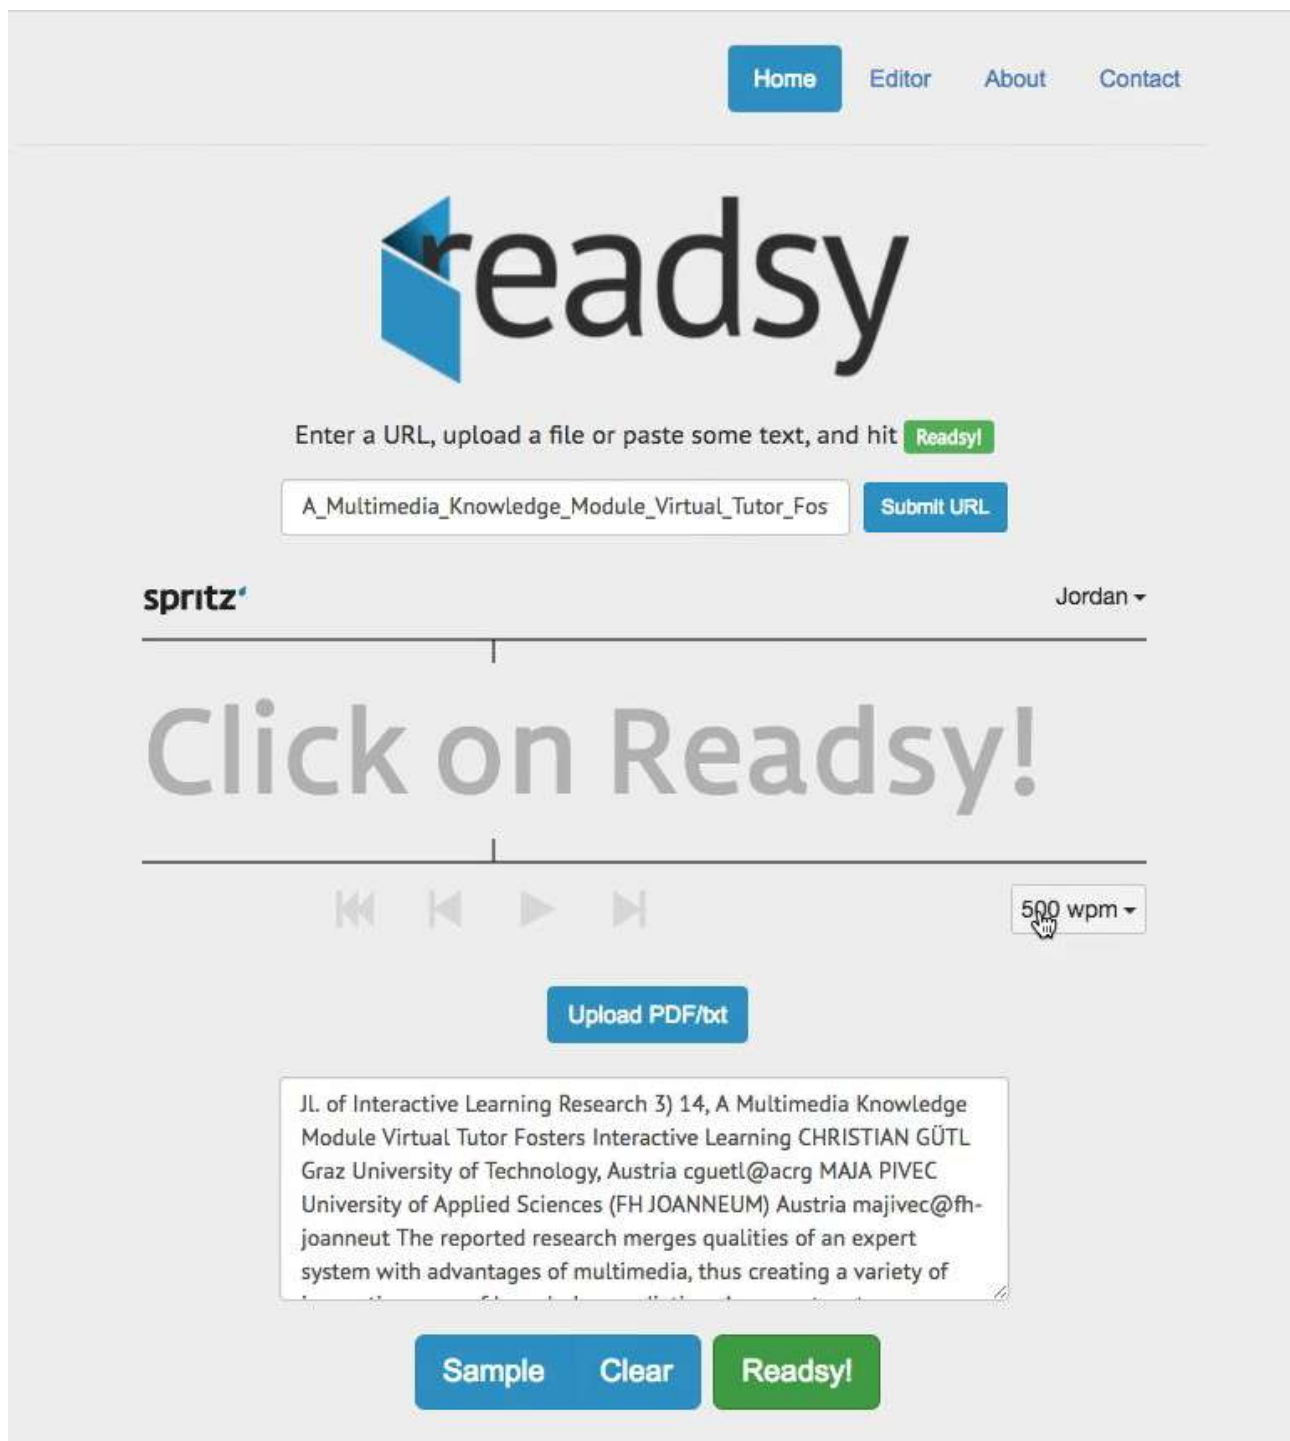 Home Editor About Contact
readsy
Enter a URL, upload a file or paste some text, and hit Readsy!
A_Multimedia_Knowledge_Module_Virtual_Tutor_Fos Submit URL
spritz Jordan
Click on Readsy!
500 wpm
Upload PDF/txt
Jl. of Interactive Learning Research 3) 14, A Multimedia Knowledge
Module Virtual Tutor Fosters Interactive Learning CHRISTIAN GÜTL
Graz University of Technology, Austria cguetl@acrg MAJA PIVEC
University of Applied Sciences (FH JOANNEUM) Austria majivec@fh-
joanneut The reported research merges qualities of an expert
system with advantages of multimedia, thus creating a variety of
Sample Clear Readsy!